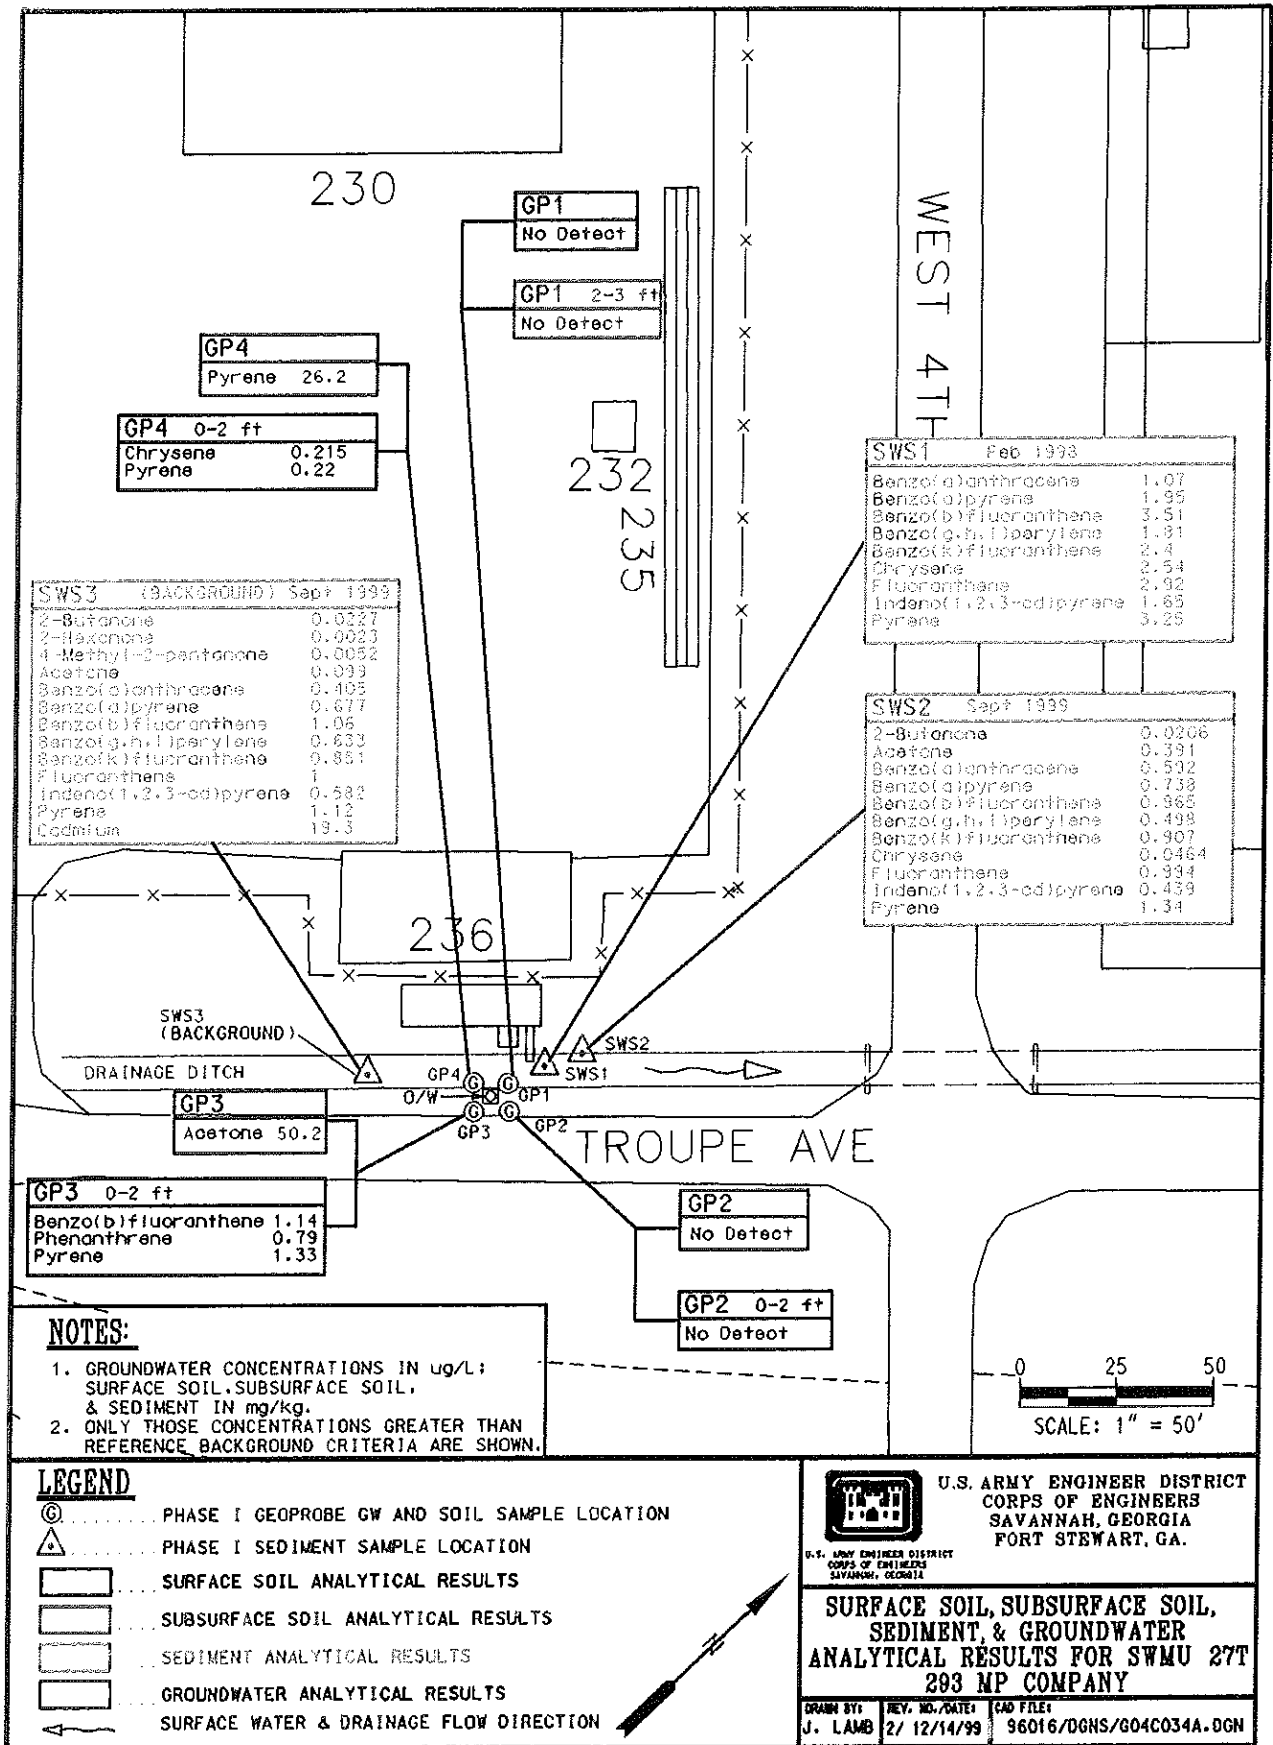 230
GP1
No Detect
GP1 2-3 ft
No Detect
WEST 4TH
GP4
Pyrene 26.2
GP4 0-2 ft
Chrysene 0.215
Pyrene 0.22
232
235
SWS1 Feb 1998
Benzo(a)anthracene 1.07
Benzo(a)pyrene 1.95
Benzo(b)fluoranthene 3.51
Benzo(g,h,i)perylene 1.81
Benzo(k)fluoranthene 2.4
Chrysene 2.54
Fluoranthene 2.92
Indeno(1,2,3-cd)pyrene 1.65
Pyrene 3.25
SWS3 (BACKGROUND) Sept 1999
2-Butanone 0.0227
2-Hexanone 0.0023
4-Methyl-2-pentanone 0.0052
Acetone 0.099
Benzo(a)anthracene 0.405
Benzo(a)pyrene 0.677
Benzo(b)fluoranthene 1.06
Benzo(g,h,i)perylene 0.633
Benzo(k)fluoranthene 0.851
Fluoranthene 1
Indeno(1,2,3-cd)pyrene 0.582
Pyrene 1.12
Cadmium 19.3
SWS2 Sept 1999
2-Butanone 0.0206
Acetone 0.391
Benzo(a)anthracene 0.592
Benzo(a)pyrene 0.738
Benzo(b)fluoranthene 0.965
Benzo(g,h,i)perylene 0.498
Benzo(k)fluoranthene 0.907
Chrysene 0.0464
Fluoranthene 0.994
Indeno(1,2,3-cd)pyrene 0.439
Pyrene 1.34
236
SWS3
(BACKGROUND)
SWS2
SWS1
DRAINAGE DITCH
GP4
GP1
O/W
GP3
GP2
TROUPE AVE
GP3
Acetone 50.2
GP3 0-2 ft
Benzo(b)fluoranthene 1.14
Phenanthrene 0.79
Pyrene 1.33
GP2
No Detect
GP2 0-2 ft
No Detect
NOTES:
1. GROUNDWATER CONCENTRATIONS IN ug/L;
SURFACE SOIL,SUBSURFACE SOIL,
& SEDIMENT IN mg/kg.
2. ONLY THOSE CONCENTRATIONS GREATER THAN
REFERENCE BACKGROUND CRITERIA ARE SHOWN.
0 25 50
SCALE: 1" = 50'
LEGEND
G ........ PHASE I GEOPROBE GW AND SOIL SAMPLE LOCATION
........ PHASE I SEDIMENT SAMPLE LOCATION
.... SURFACE SOIL ANALYTICAL RESULTS
.... SUBSURFACE SOIL ANALYTICAL RESULTS
.... SEDIMENT ANALYTICAL RESULTS
.... GROUNDWATER ANALYTICAL RESULTS
SURFACE WATER & DRAINAGE FLOW DIRECTION
N
U.S. ARMY ENGINEER DISTRICT
CORPS OF ENGINEERS
SAVANNAH, GEORGIA
U.S. ARMY ENGINEER DISTRICT
CORPS OF ENGINEERS
SAVANNAH, GEORGIA
FORT STEWART, GA.
SURFACE SOIL, SUBSURFACE SOIL,
SEDIMENT, & GROUNDWATER
ANALYTICAL RESULTS FOR SWMU 27T
293 MP COMPANY
DRAWN BY: J. LAMB
REV. NO./DATE: 2/ 12/14/99
CAD FILE: 96016/DGNS/G04C034A.DGN